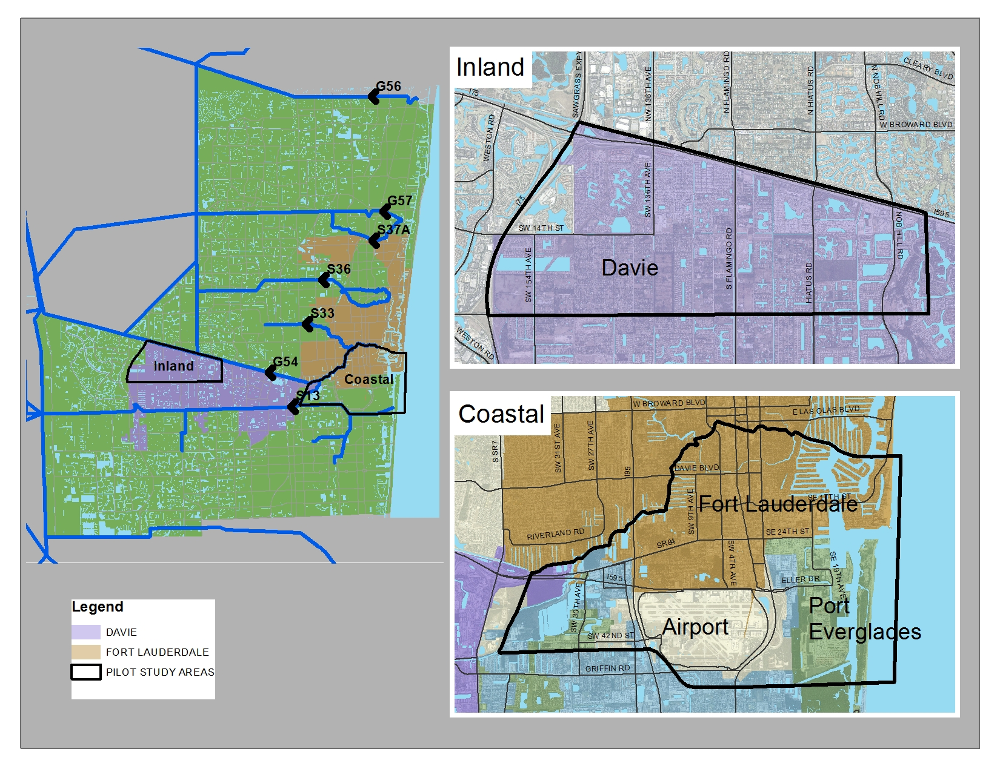 G56
G57
S37A
S36
S33
G54
Inland
Coastal
S13
Legend
DAVIE
FORT LAUDERDALE
PILOT STUDY AREAS
Inland
I75
SAWGRASS EXPY
NW 136TH AVE
N FLAMINGO RD
N HIATUS RD
N NOB HILL RD
CLEARY BLVD
W BROWARD BLVD
WESTON RD
I75
SW 136TH AVE
I595
SW 14TH ST
SW 154TH AVE
Davie
S FLAMINGO RD
HIATUS RD
NOB HILL RD
WESTON RD
Coastal
W BROWARD BLVD
E LAS OLAS BLVD
S SR7
SW 31ST AVE
SW 27TH AVE
I95
DAVIE BLVD
SE 17TH ST
Fort Lauderdale
SW 9TH AVE
RIVERLAND RD
SE 24TH ST
SR84
SW 4TH AVE
SE 19TH AVE
I595
ELLER DR
SW 30TH AVE
Port
Everglades
Airport
SW 42ND ST
GRIFFIN RD